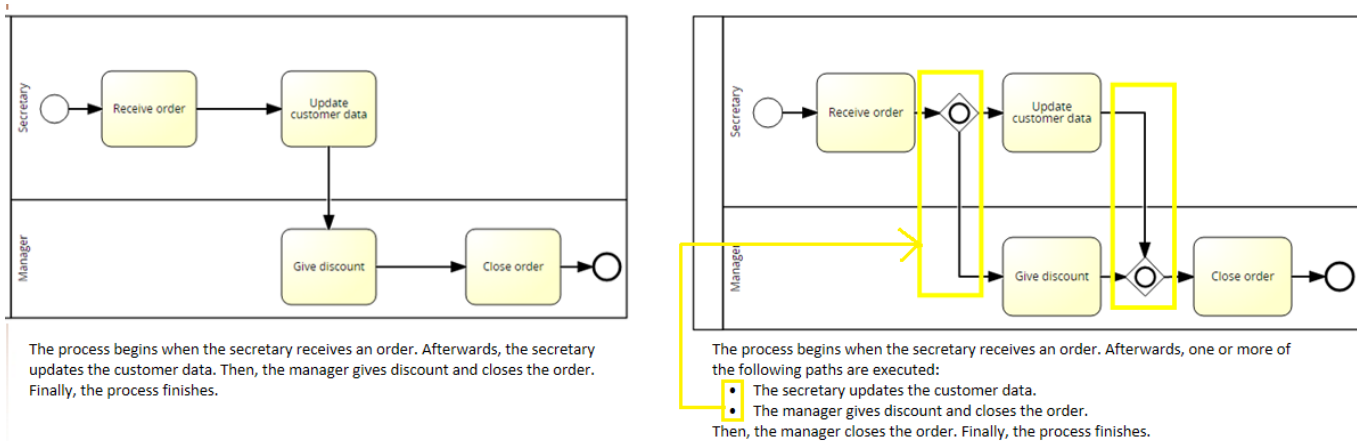 Secretary
Receive order
Update
customer data
Manager
Give discount
Close order
The process begins when the secretary receives an order. Afterwards, the secretary
updates the customer data. Then, the manager gives discount and closes the order.
Finally, the process finishes.
Secretary
Receive order
Update
customer data
Manager
Give discount
Close order
The process begins when the secretary receives an order. Afterwards, one or more of
the following paths are executed:
• The secretary updates the customer data.
• The manager gives discount and closes the order.
Then, the manager closes the order. Finally, the process finishes.